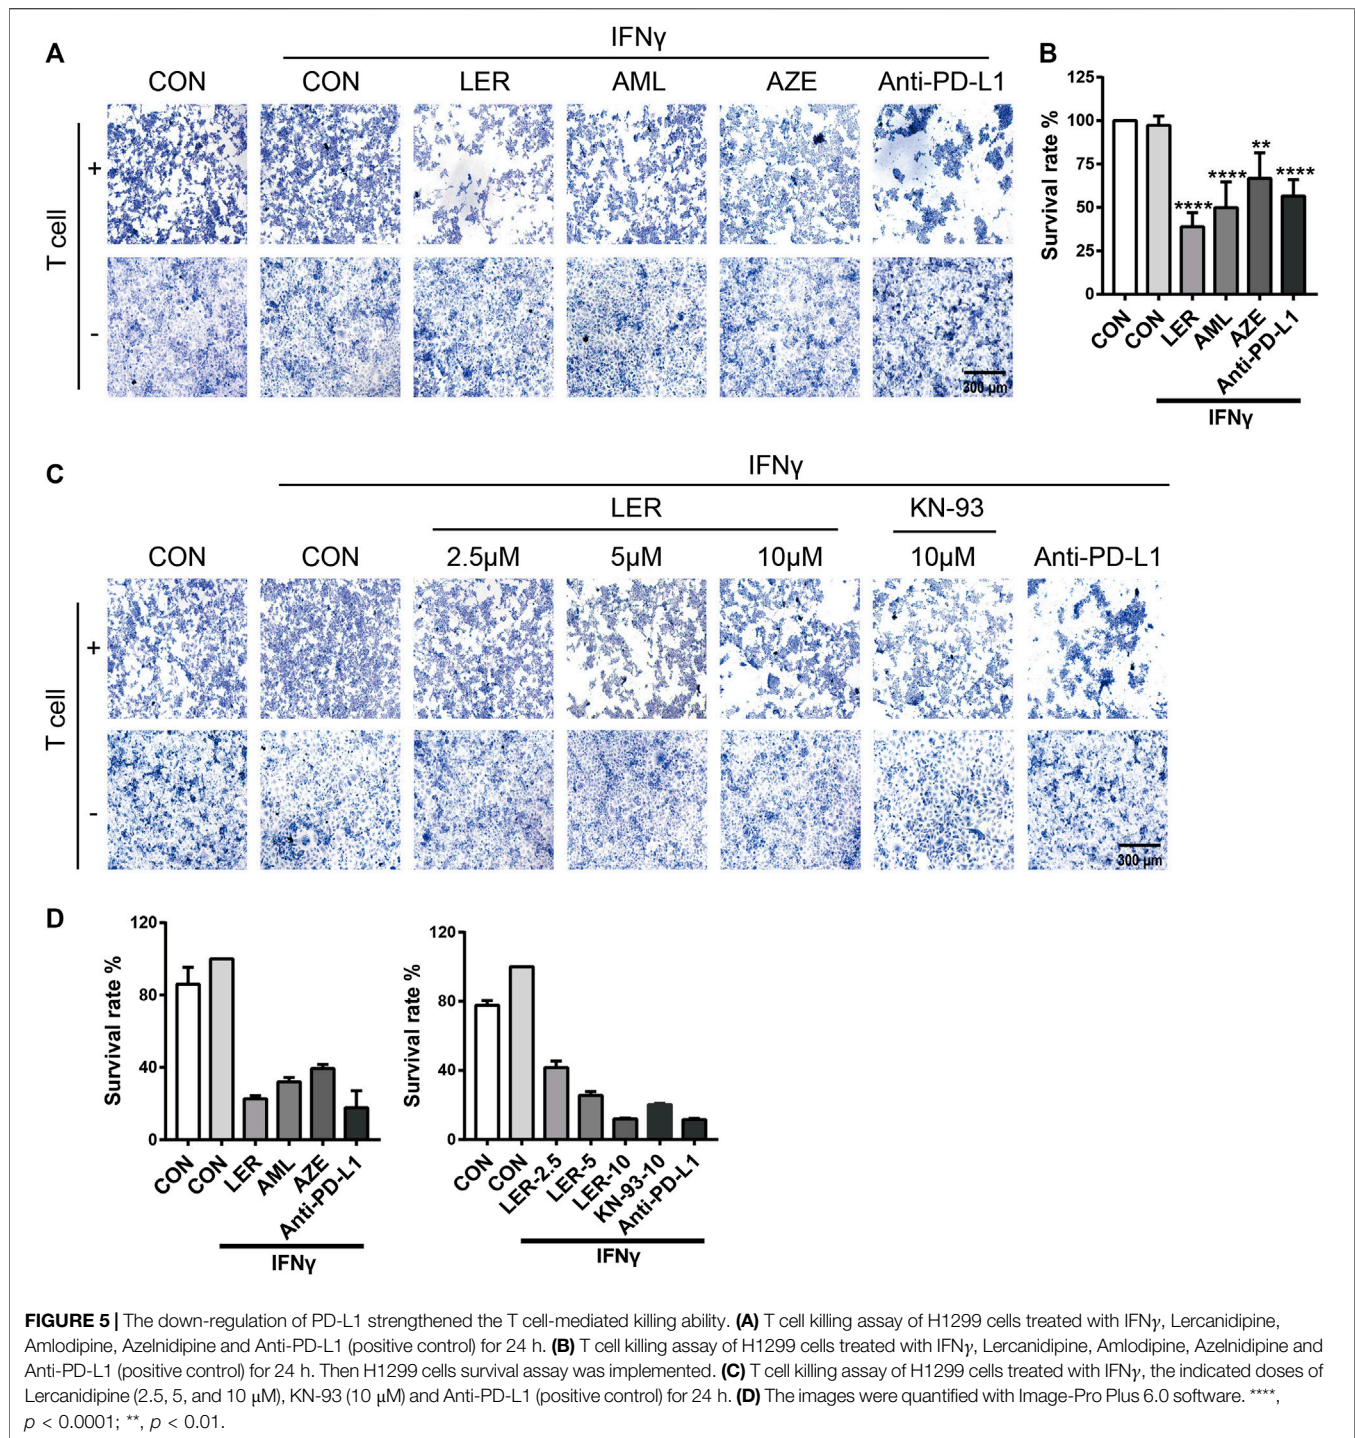 A
IFNγ
CON
CON
LER
AML
AZE
Anti-PD-L1
T cell
+
-
300 μm
B
Survival rate %
125
100
75
50
25
0
****
****
**
****
CON
CON
LER
AML
AZE
Anti-PD-L1
IFNγ
C
IFNγ
LER
KN-93
CON
CON
2.5μM
5μM
10μM
10μM
Anti-PD-L1
T cell
+
-
300 μm
D
Survival rate %
120
80
40
0
CON
CON
LER
AML
AZE
Anti-PD-L1
IFNγ
Survival rate %
120
80
40
0
CON
CON
LER-2.5
LER-5
LER-10
KN-93-10
Anti-PD-L1
IFNγ
FIGURE 5 | The down-regulation of PD-L1 strengthened the T cell-mediated killing ability. (A) T cell killing assay of H1299 cells treated with IFNγ, Lercanidipine,
Amlodipine, Azelnidipine and Anti-PD-L1 (positive control) for 24 h. (B) T cell killing assay of H1299 cells treated with IFNγ, Lercanidipine, Amlodipine, Azelnidipine and
Anti-PD-L1 (positive control) for 24 h. Then H1299 cells survival assay was implemented. (C) T cell killing assay of H1299 cells treated with IFNγ, the indicated doses of
Lercanidipine (2.5, 5, and 10 μM), KN-93 (10 μM) and Anti-PD-L1 (positive control) for 24 h. (D) The images were quantified with Image-Pro Plus 6.0 software. ****,
p < 0.0001; **, p < 0.01.